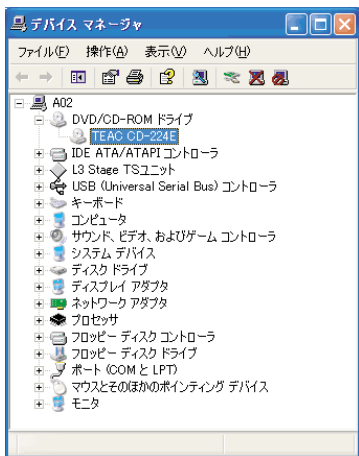 デバイス マネージャ
ファイル(F) 操作(A) 表示(V) ヘルプ(H)
A02
DVD/CD-ROM ドライブ
TEAC CD-224E
IDE ATA/ATAPI コントローラ
L3 Stage TSユニット
USB (Universal Serial Bus) コントローラ
キーボード
コンピュータ
サウンド、ビデオ、およびゲーム コントローラ
システム デバイス
ディスク ドライブ
ディスプレイ アダプタ
ネットワーク アダプタ
プロセッサ
フロッピー ディスク コントローラ
フロッピー ディスク ドライブ
ポート (COM と LPT)
マウスとそのほかのポインティング デバイス
モニタ